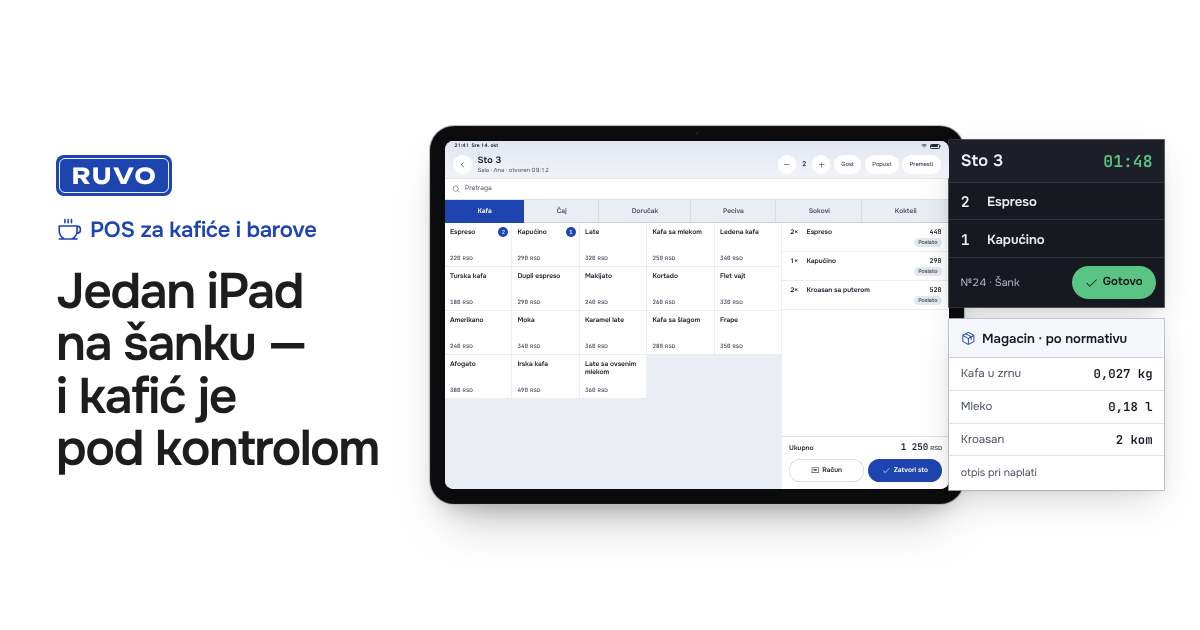 RUVO
POS za kafiće i barove
Jedan iPad
na šanku —
i kafić je
pod kontrolom
21:41 Sre 14. okt
Sto 3
Sala · Ana · otvoren 09:12
− 2 + Gost Popust Premesti
Pretraga
Kafa Čaj Doručak Peciva Sokovi Kokteli
Espreso 2 Kapućino 1 Late Kafa sa mlekom Ledena kafa
220 RSD 290 RSD 320 RSD 250 RSD 340 RSD
Turska kafa Dupli espreso Makijato Kortado Flet vajt
180 RSD 290 RSD 240 RSD 260 RSD 330 RSD
Amerikano Moka Karamel late Kafa sa šlagom Frape
240 RSD 340 RSD 360 RSD 280 RSD 350 RSD
Afogato Irska kafa Late sa ovsenim
mlekom
380 RSD 490 RSD 360 RSD
2× Espreso 440
Poslato
1× Kapućino 290
Poslato
2× Kroasan sa puterom 520
Poslato
Ukupno 1 250 RSD
Račun Zatvori sto
Sto 3 01:48
2 Espreso
1 Kapućino
№24 · Šank Gotovo
Magacin · po normativu
Kafa u zrnu 0,027 kg
Mleko 0,18 l
Kroasan 2 kom
otpis pri naplati